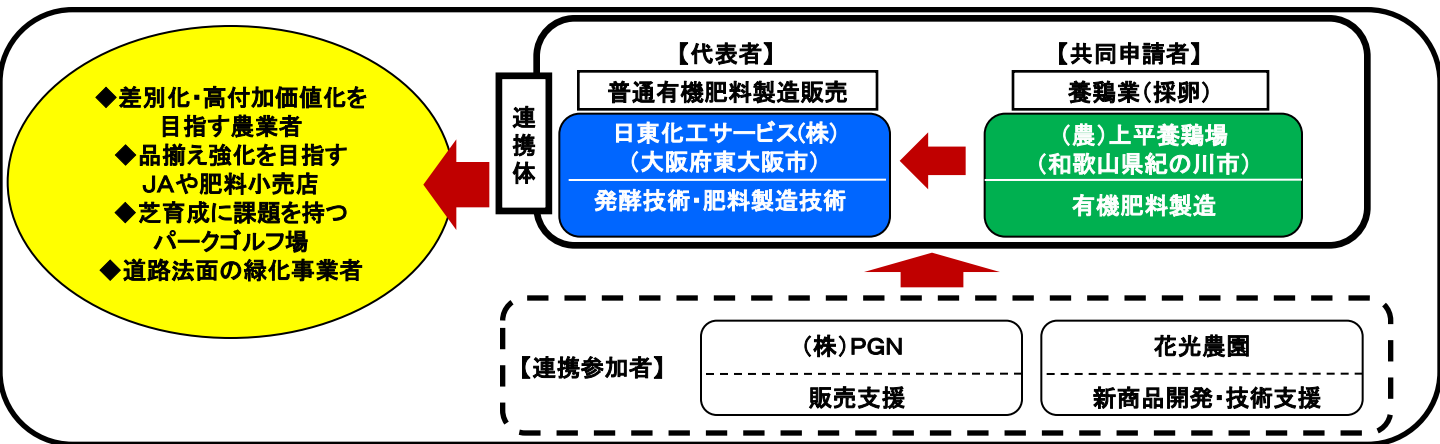 ◆差別化・高付加価値化を
目指す農業者
◆品揃え強化を目指す
JAや肥料小売店
◆芝育成に課題を持つ
パークゴルフ場
◆道路法面の緑化事業者
連携体
【代表者】
普通有機肥料製造販売
日東化工サービス(株)
(大阪府東大阪市)
発酵技術・肥料製造技術
【共同申請者】
養鶏業(採卵)
(農)上平養鶏場
(和歌山県紀の川市)
有機肥料製造
【連携参加者】
(株)PGN
販売支援
花光農園
新商品開発・技術支援